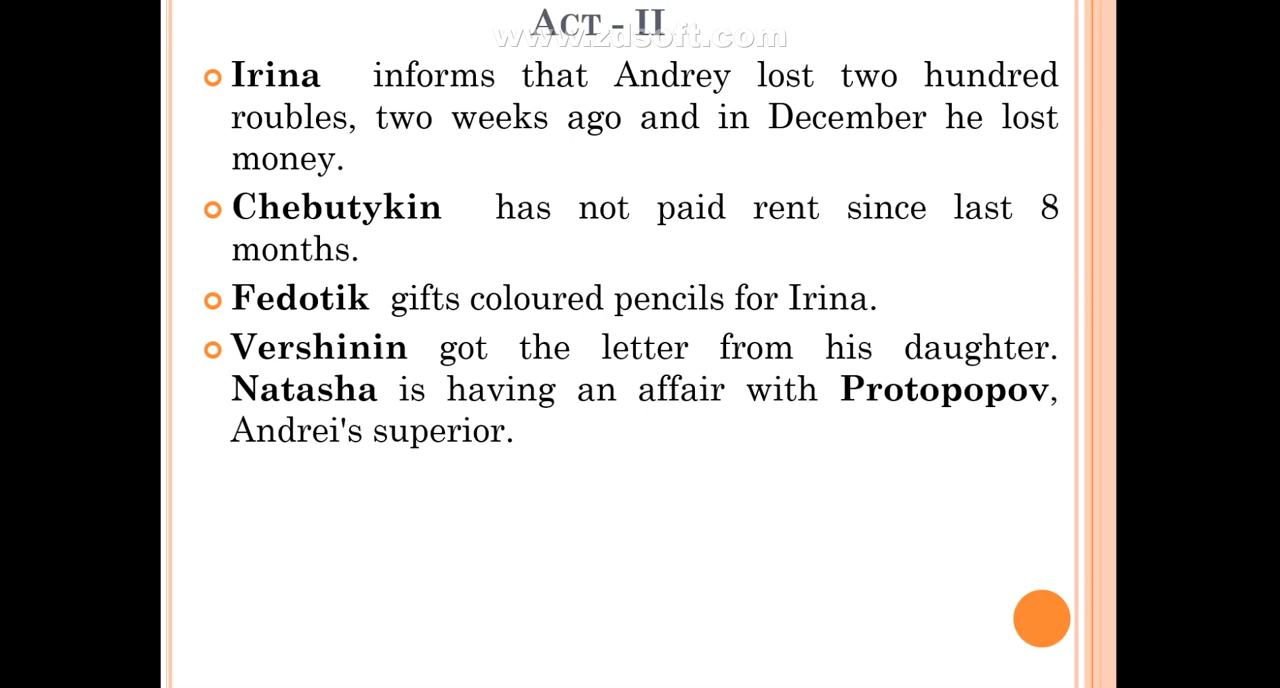 ACT - II
www.zdsoft.com
Irina informs that Andrey lost two hundred
roubles, two weeks ago and in December he lost
money.
Chebutykin has not paid rent since last 8
months.
Fedotik gifts coloured pencils for Irina.
Vershinin got the letter from his daughter.
Natasha is having an affair with Protopopov,
Andrei's superior.